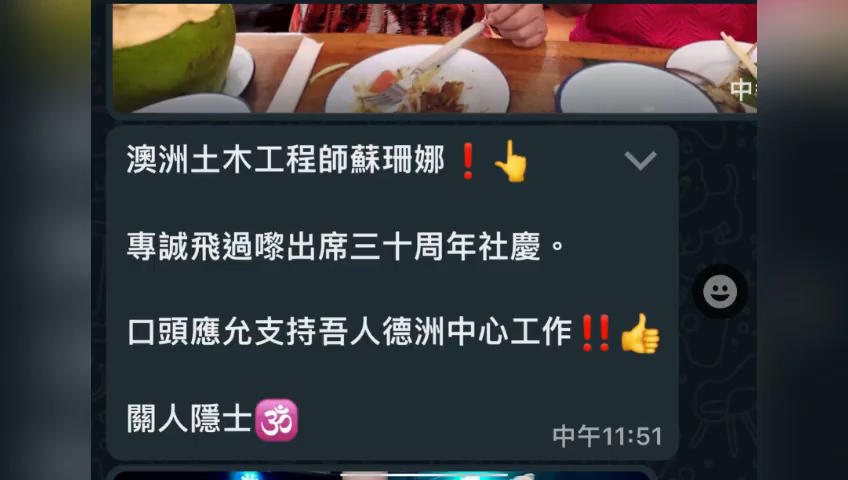 中
澳洲土木工程師蘇珊娜❗👆
專誠飛過嚟出席三十周年社慶。
口頭應允支持吾人德洲中心工作‼️👍
關人隱士🕉️
中午11:51